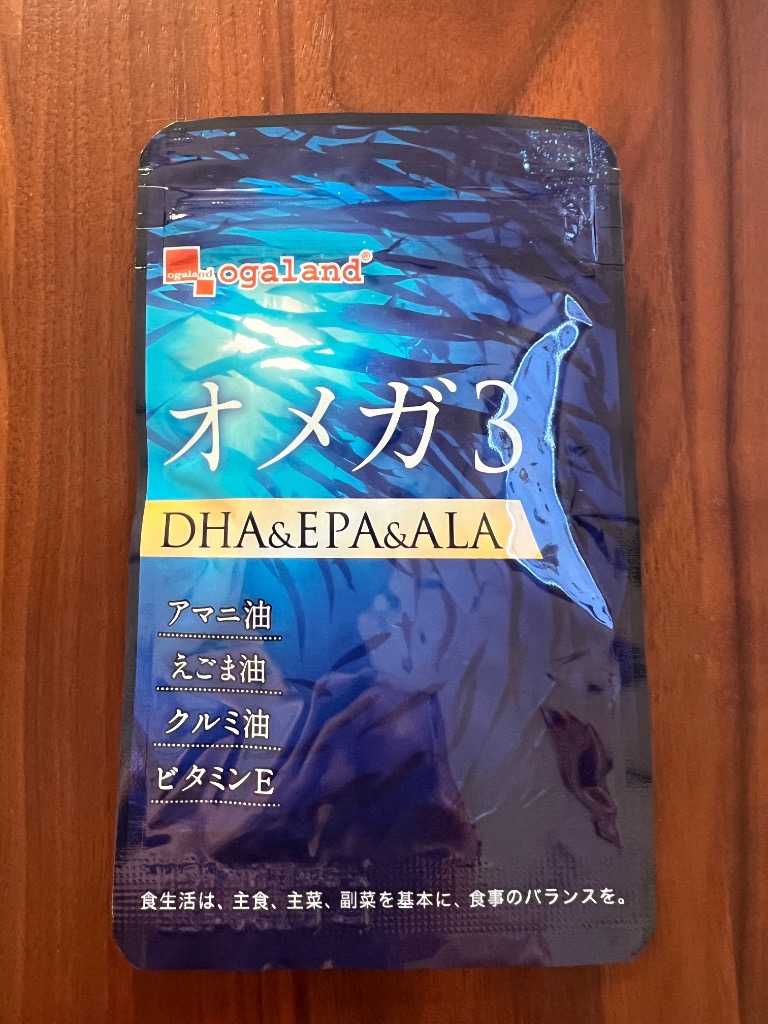 ogaland ogaland®
オメガ3
DHA&EPA&ALA
アマニ油
えごま油
クルミ油
ビタミンE
食生活は、主食、主菜、副菜を基本に、食事のバランスを。